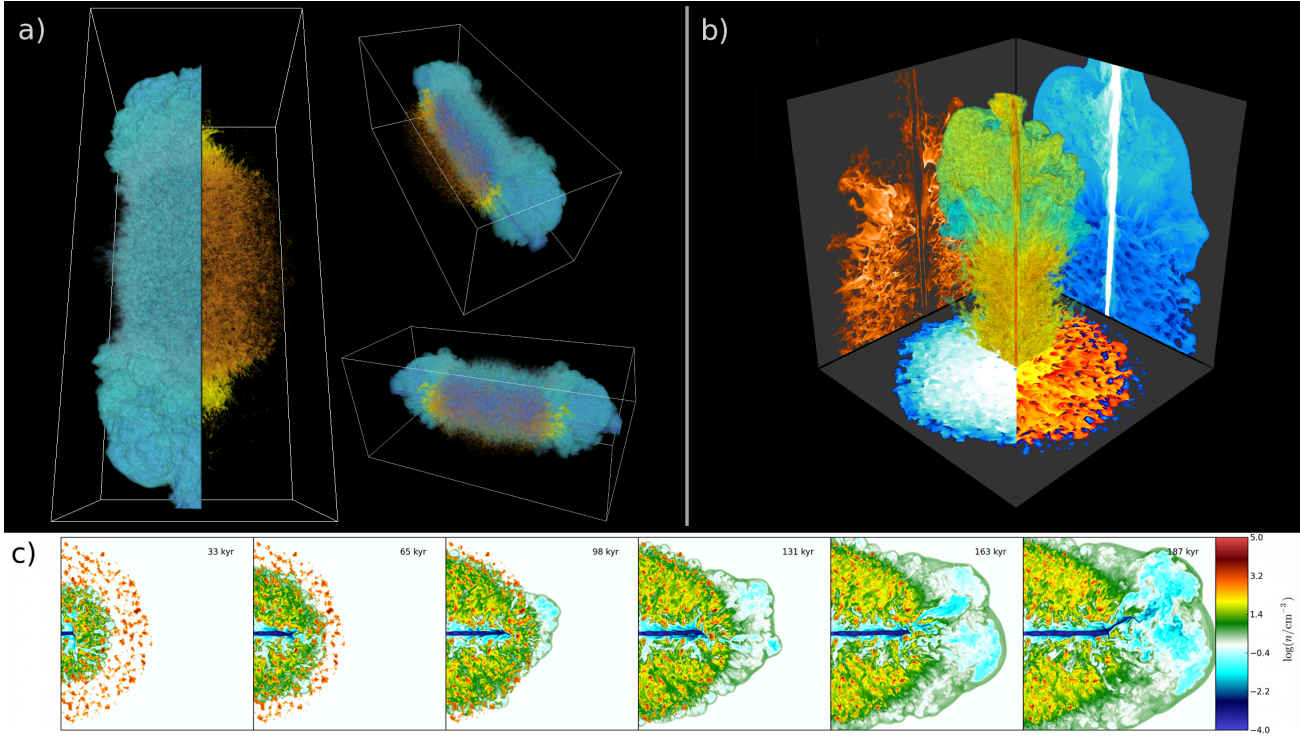 a)
b)
c)
33 kyr
65 kyr
98 kyr
131 kyr
163 kyr
187 kyr
5.0
3.2
1.4
−0.4
−2.2
−4.0
log(n/cm⁻³)